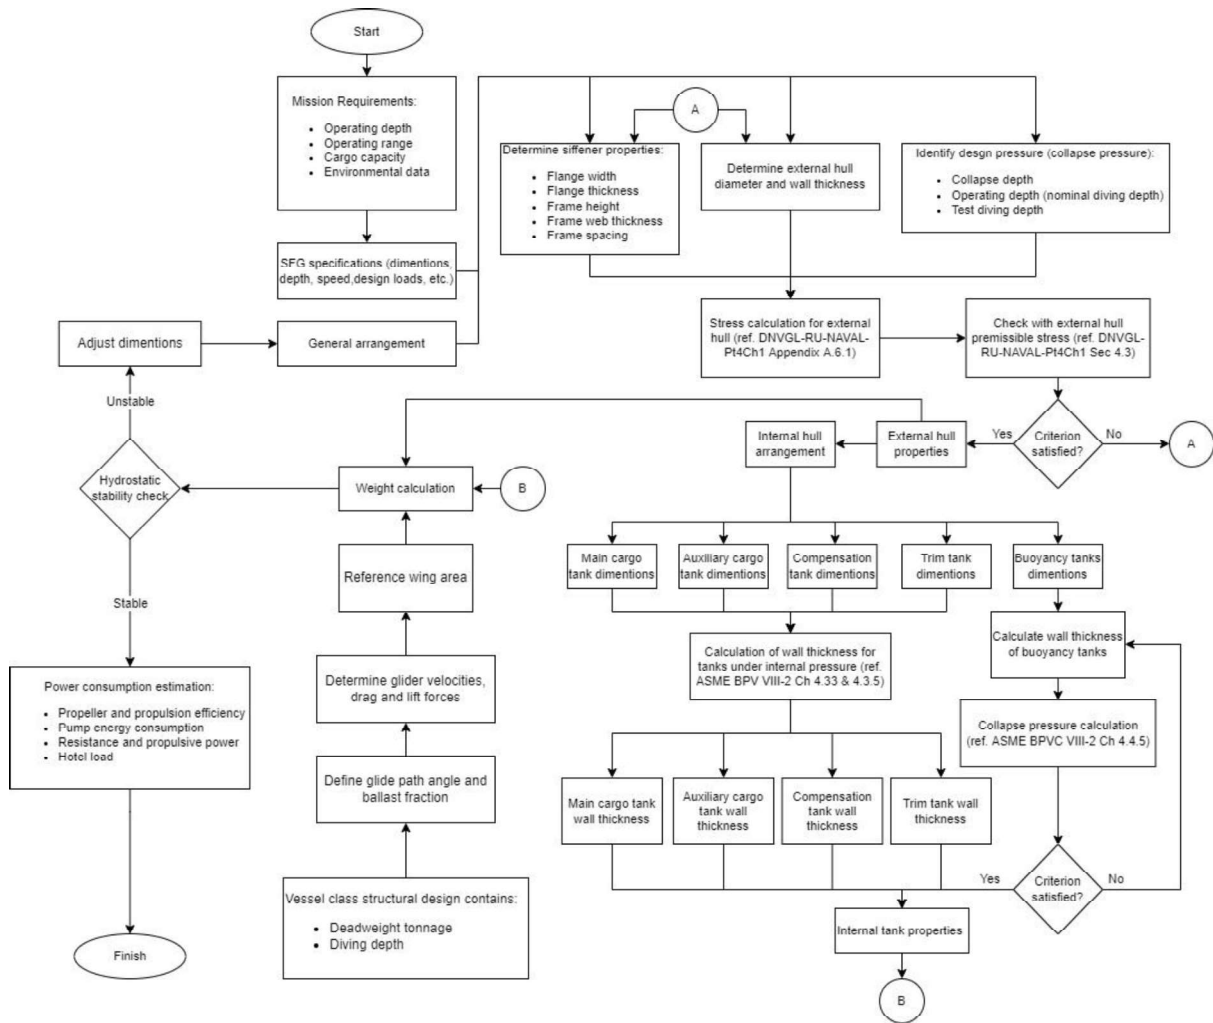 Start
Mission Requirements:
• Operating depth
• Operating range
• Cargo capacity
• Environmental data
SFG specifications (dimentions,
depth, speed,design loads, etc.)
General arrangement
Adjust dimentions
A
Determine siffener properties:
• Flange width
• Flange thickness
• Frame height
• Frame web thickness
• Frame spacing
Determine external hull
diameter and wall thickness
Identify desgn pressure (collapse pressure):
• Collapse depth
• Operating depth (nominal diving depth)
• Test diving depth
Stress calculation for external
hull (ref. DNVGL-RU-NAVAL-
Pt4Ch1 Appendix A.6.1)
Check with external hull
premissible stress (ref. DNVGL-
RU-NAVAL-Pt4Ch1 Sec 4.3)
Criterion
satisfied?
Yes
No
A
External hull
properties
Internal hull
arrangement
Unstable
Hydrostatic
stability check
Stable
Weight calculation
B
Reference wing area
Determine glider velocities,
drag and lift forces
Define glide path angle and
ballast fraction
Vessel class structural design contains:
• Deadweight tonnage
• Diving depth
Power consumption estimation:
• Propeller and propulsion efficiency
• Pump energy consumption
• Resistance and propulsive power
• Hotel load
Finish
Main cargo
tank dimentions
Auxiliary cargo
tank dimentions
Compensation
tank dimentions
Trim tank
dimentions
Buoyancy tanks
dimentions
Calculation of wall thickness for
tanks under internal pressure (ref.
ASME BPV VIII-2 Ch 4.33 & 4.3.5)
Calculate wall thickness
of buoyancy tanks
Collapse pressure calculation
(ref. ASME BPVC VIII-2 Ch 4.4.5)
Main cargo tank
wall thickness
Auxiliary cargo
tank wall
thickness
Compensation
tank wall
thickness
Trim tank wall
thickness
Criterion
satisfied?
Yes
No
Internal tank properties
B